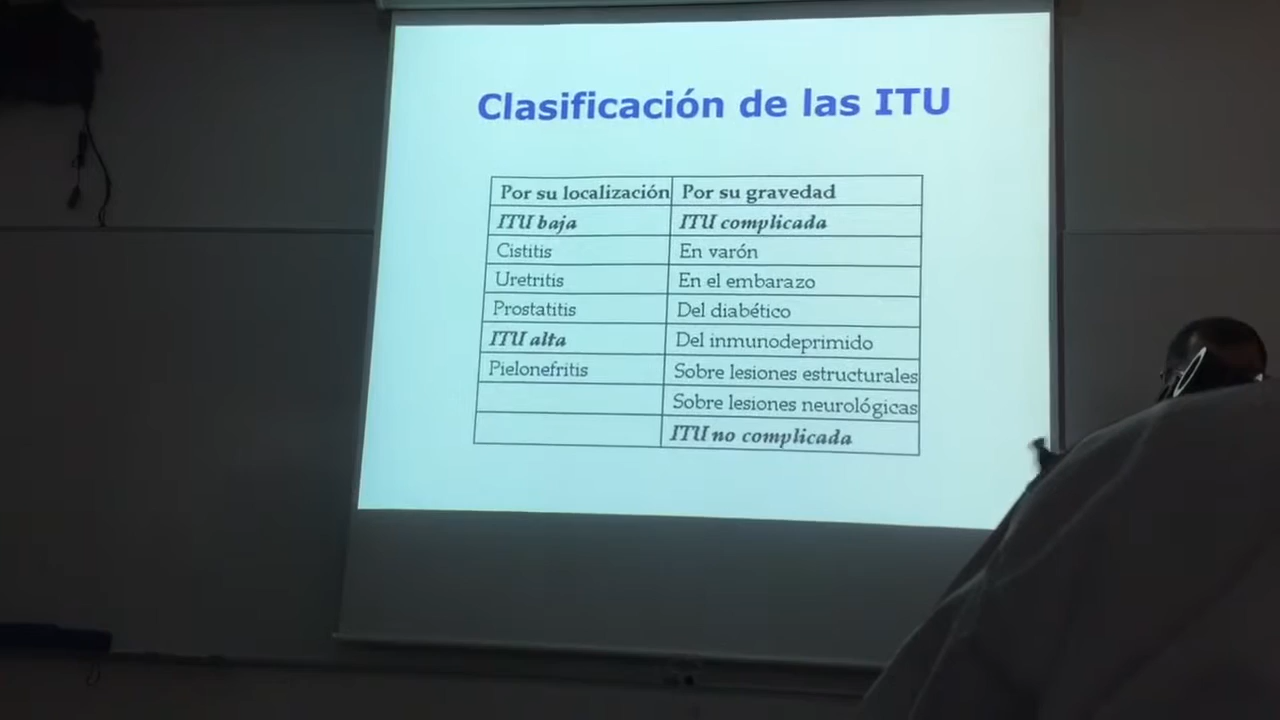 Clasificación de las ITU
Por su localización Por su gravedad
ITU baja ITU complicada
Cistitis En varón
Uretritis En el embarazo
Prostatitis Del diabético
ITU alta Del inmunodeprimido
Pielonefritis Sobre lesiones estructurales
Sobre lesiones neurológicas
ITU no complicada